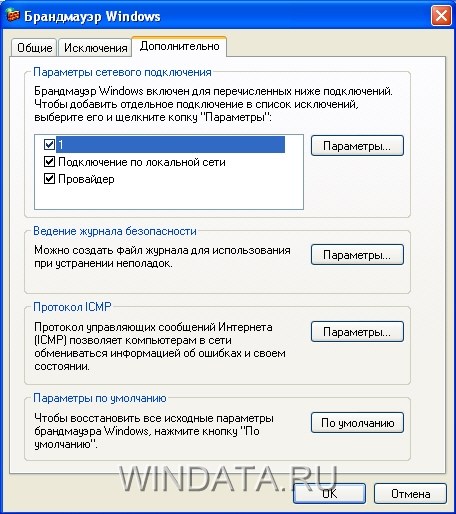 Брандмауэр Windows
Общие
Исключения
Дополнительно
Параметры сетевого подключения
Брандмауэр Windows включен для перечисленных ниже подключений.
Чтобы добавить отдельное подключение в список исключений,
выберите его и щелкните копку "Параметры":
1
Подключение по локальной сети
Провайдер
Параметры...
Ведение журнала безопасности
Можно создать файл журнала для использования
при устранении неполадок.
Параметры...
Протокол ICMP
Протокол управляющих сообщений Интернета
(ICMP) позволяет компьютерам в сети
обмениваться информацией об ошибках и своем
состоянии.
Параметры...
Параметры по умолчанию
Чтобы восстановить все исходные параметры
брандмауэра Windows, нажмите кнопку "По
умолчанию".
По умолчанию
WINDATA.RU
OK
Отмена